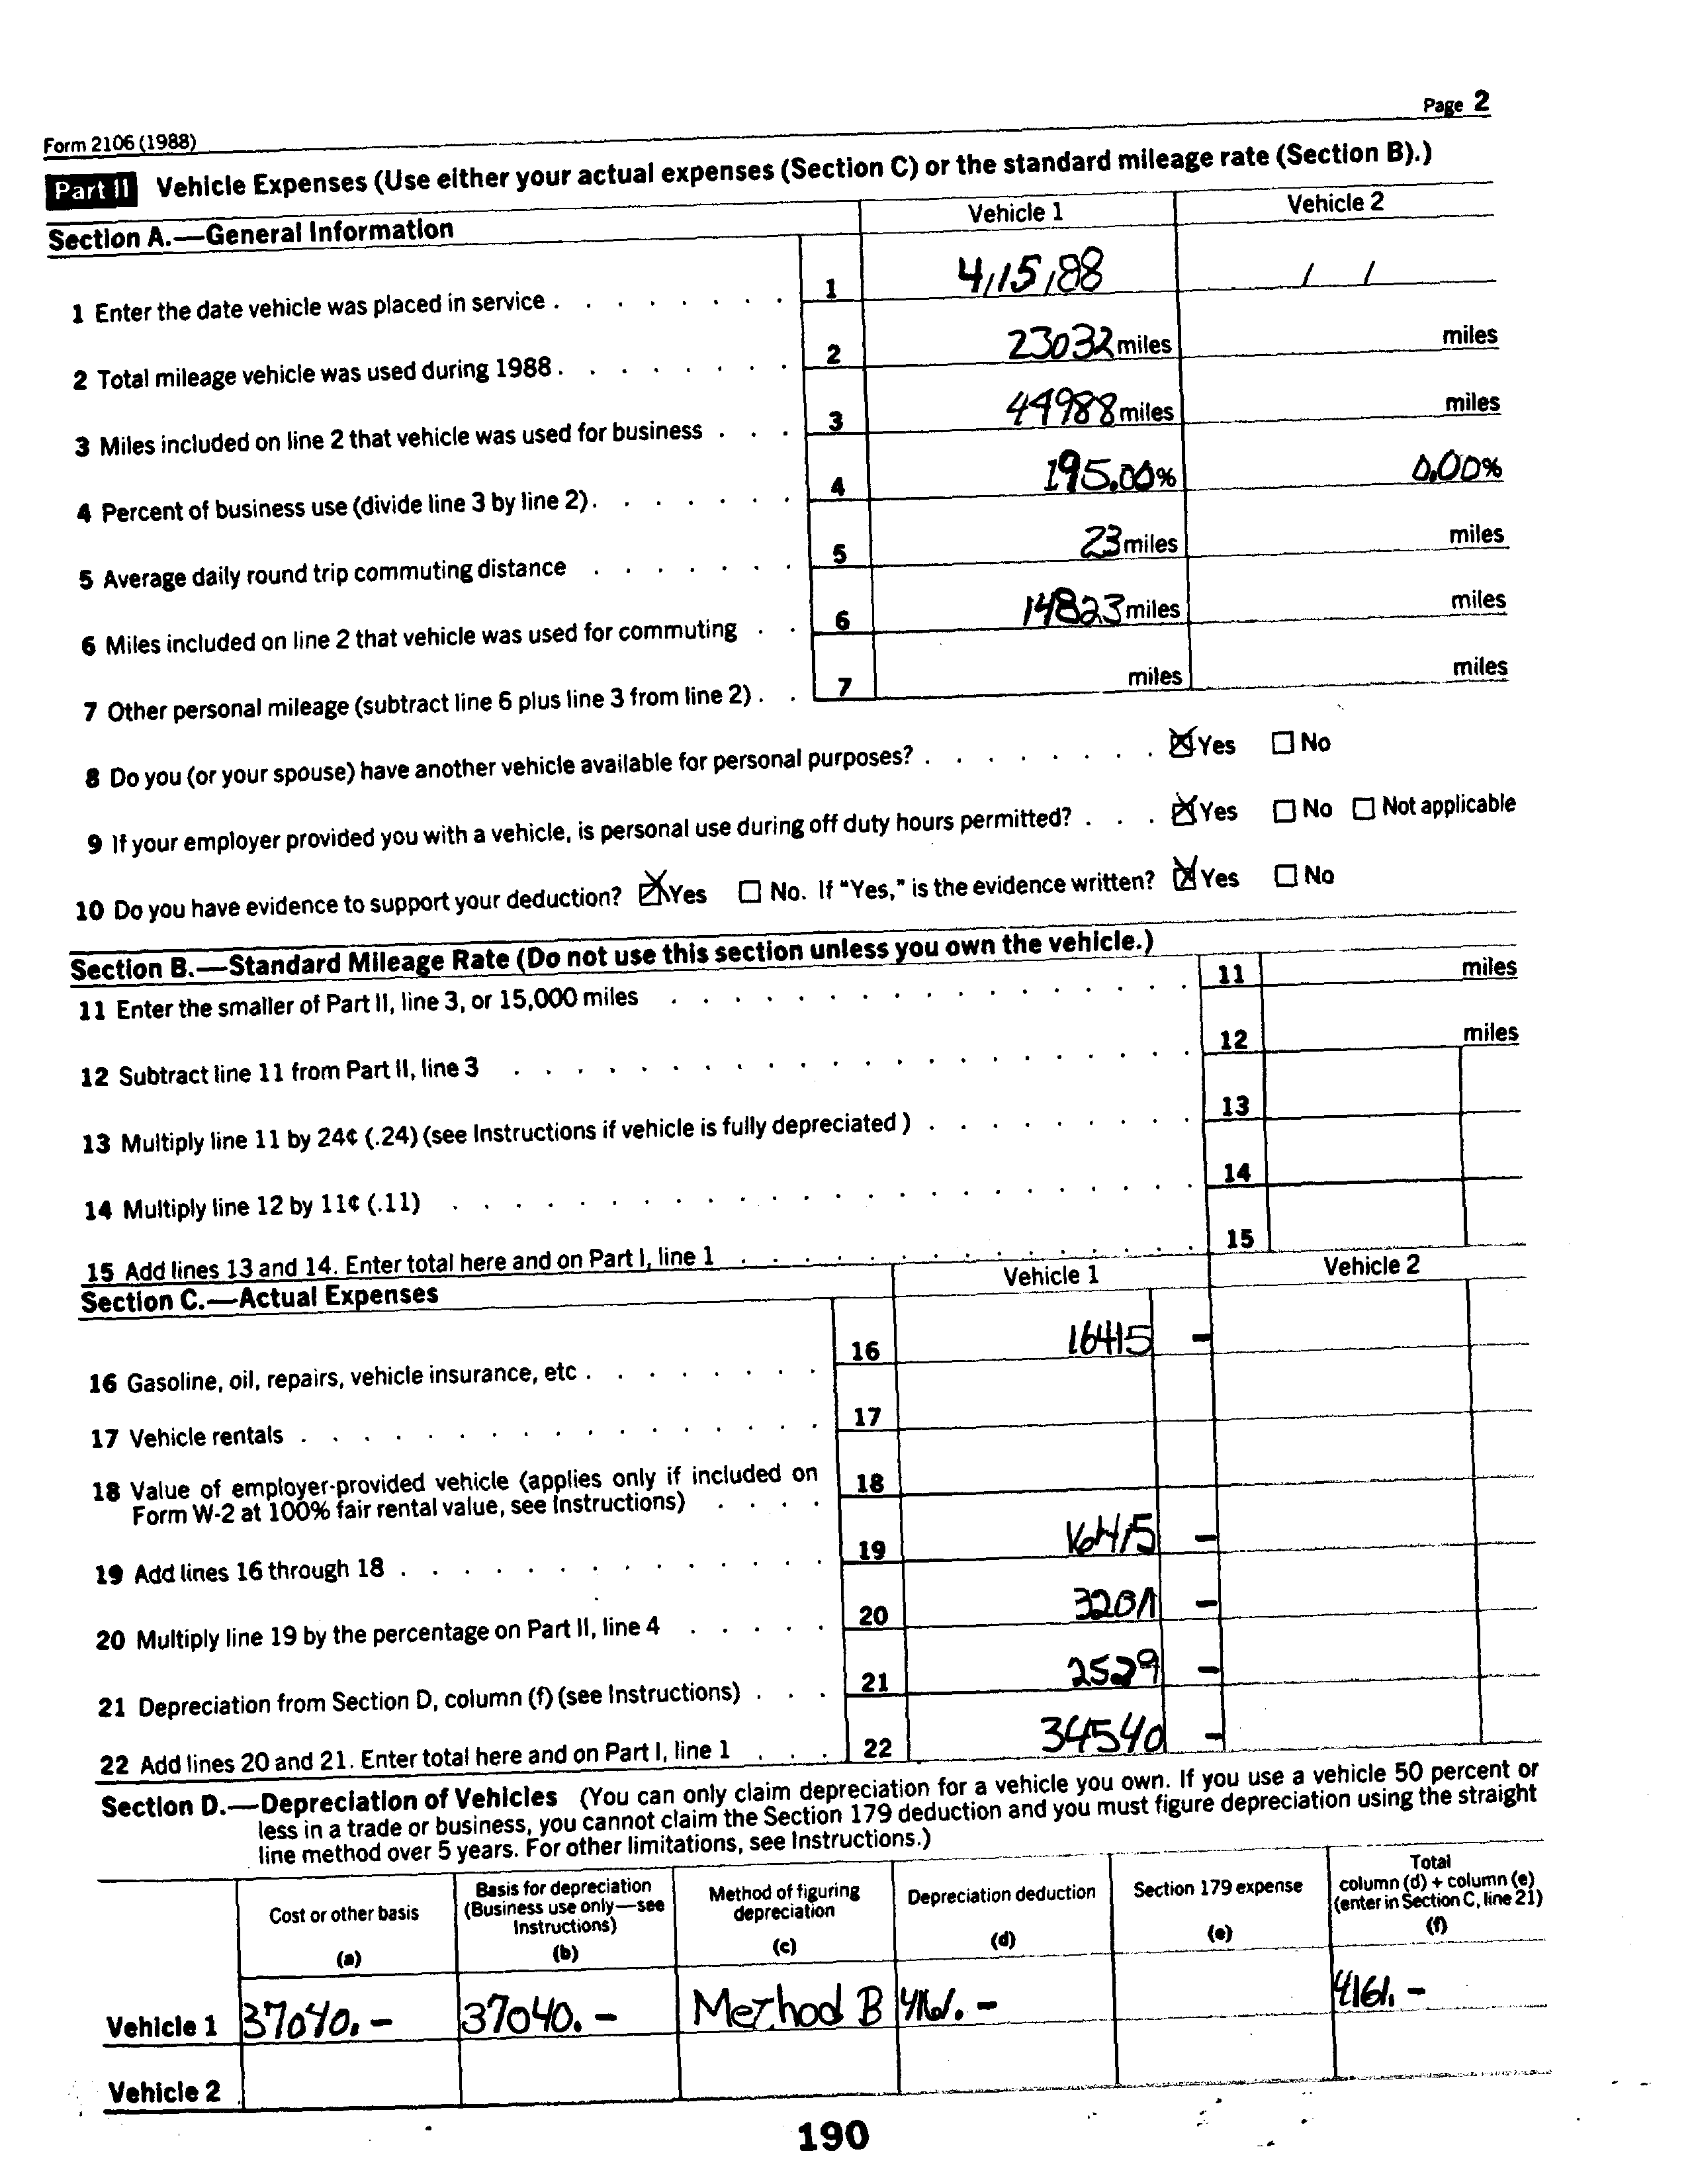 Page 2
Form 2106 (1988)
Part II Vehicle Expenses (Use either your actual expenses (Section C) or the standard mileage rate (Section B).)
Section A.—General Information Vehicle 1 Vehicle 2
1 Enter the date vehicle was placed in service . . . . . . . . 1 4/15/88 / /
2 Total mileage vehicle was used during 1988 . . . . . . . . 2 23032 miles miles
3 Miles included on line 2 that vehicle was used for business . . . 3 44988 miles miles
4 Percent of business use (divide line 3 by line 2) . . . . . . . 4 195.00% 0.00%
5 Average daily round trip commuting distance . . . . . . . 5 23 miles miles
6 Miles included on line 2 that vehicle was used for commuting . . 6 14823 miles miles
7 Other personal mileage (subtract line 6 plus line 3 from line 2) . . 7 miles miles
8 Do you (or your spouse) have another vehicle available for personal purposes? . . . . . . . . ☒ Yes ☐ No
9 If your employer provided you with a vehicle, is personal use during off duty hours permitted? . . . ☒ Yes ☐ No ☐ Not applicable
10 Do you have evidence to support your deduction? ☒ Yes ☐ No. If "Yes," is the evidence written? ☒ Yes ☐ No
Section B.—Standard Mileage Rate (Do not use this section unless you own the vehicle.)
11 Enter the smaller of Part II, line 3, or 15,000 miles . . . . . . . . . . . . . . . . . 11 miles
12 Subtract line 11 from Part II, line 3 . . . . . . . . . . . . . . . . . . . . . . 12 miles
13 Multiply line 11 by 24¢ (.24) (see Instructions if vehicle is fully depreciated ) . . . . . . . . . 13
14 Multiply line 12 by 11¢ (.11) . . . . . . . . . . . . . . . . . . . . . . . . 14
15 Add lines 13 and 14. Enter total here and on Part I, line 1 . . . . . . . . . . . . . . . 15
Section C.—Actual Expenses Vehicle 1 Vehicle 2
16 Gasoline, oil, repairs, vehicle insurance, etc . . . . . . . . 16 16415 –
17 Vehicle rentals . . . . . . . . . . . . . . . . . 17
18 Value of employer-provided vehicle (applies only if included on
Form W-2 at 100% fair rental value, see Instructions) . . . . 18
19 Add lines 16 through 18 . . . . . . . . . . . . . . 19 16415 –
20 Multiply line 19 by the percentage on Part II, line 4 . . . . . 20 –
21 Depreciation from Section D, column (f) (see Instructions) . . . 21 2529 –
22 Add lines 20 and 21. Enter total here and on Part I, line 1 . . . 22 34540 –
Section D.—Depreciation of Vehicles (You can only claim depreciation for a vehicle you own. If you use a vehicle 50 percent or
less in a trade or business, you cannot claim the Section 179 deduction and you must figure depreciation using the straight
line method over 5 years. For other limitations, see Instructions.)
Cost or other basis
(a)
Basis for depreciation
(Business use only—see
Instructions)
(b)
Method of figuring
depreciation
(c)
Depreciation deduction
(d)
Section 179 expense
(e)
Total
column (d) + column (e)
(enter in Section C, line 21)
(f)
Vehicle 1 37040. – 37040. – Method B 4161. – 4161. –
Vehicle 2
190